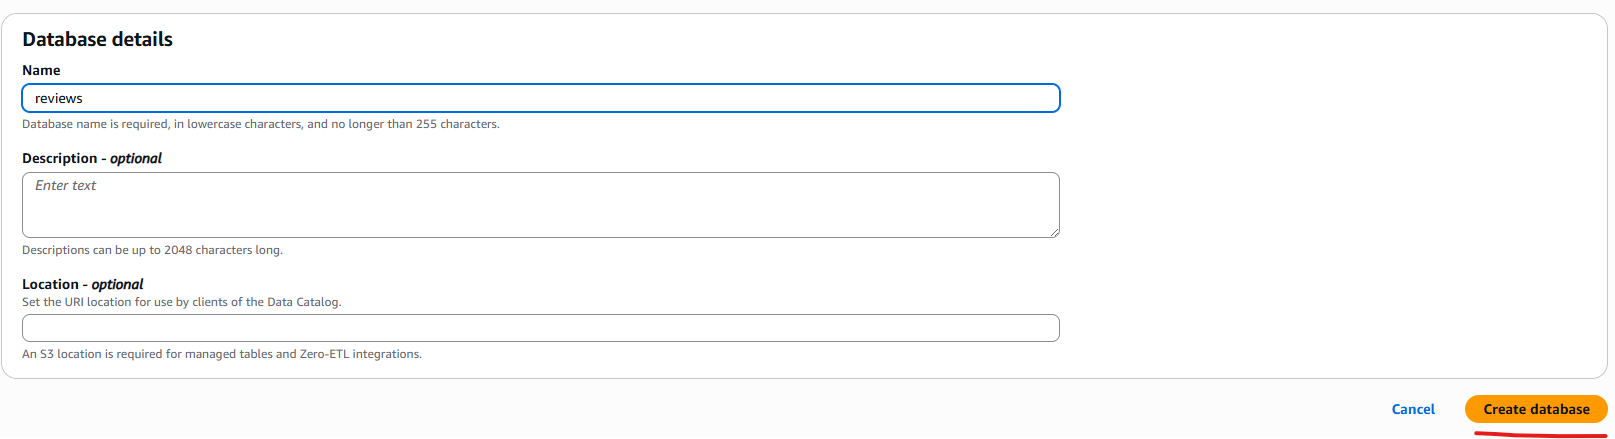 Database details
Name
reviews
Database name is required, in lowercase characters, and no longer than 255 characters.
Description - optional
Enter text
Descriptions can be up to 2048 characters long.
Location - optional
Set the URI location for use by clients of the Data Catalog.
An S3 location is required for managed tables and Zero-ETL integrations.
Cancel Create database